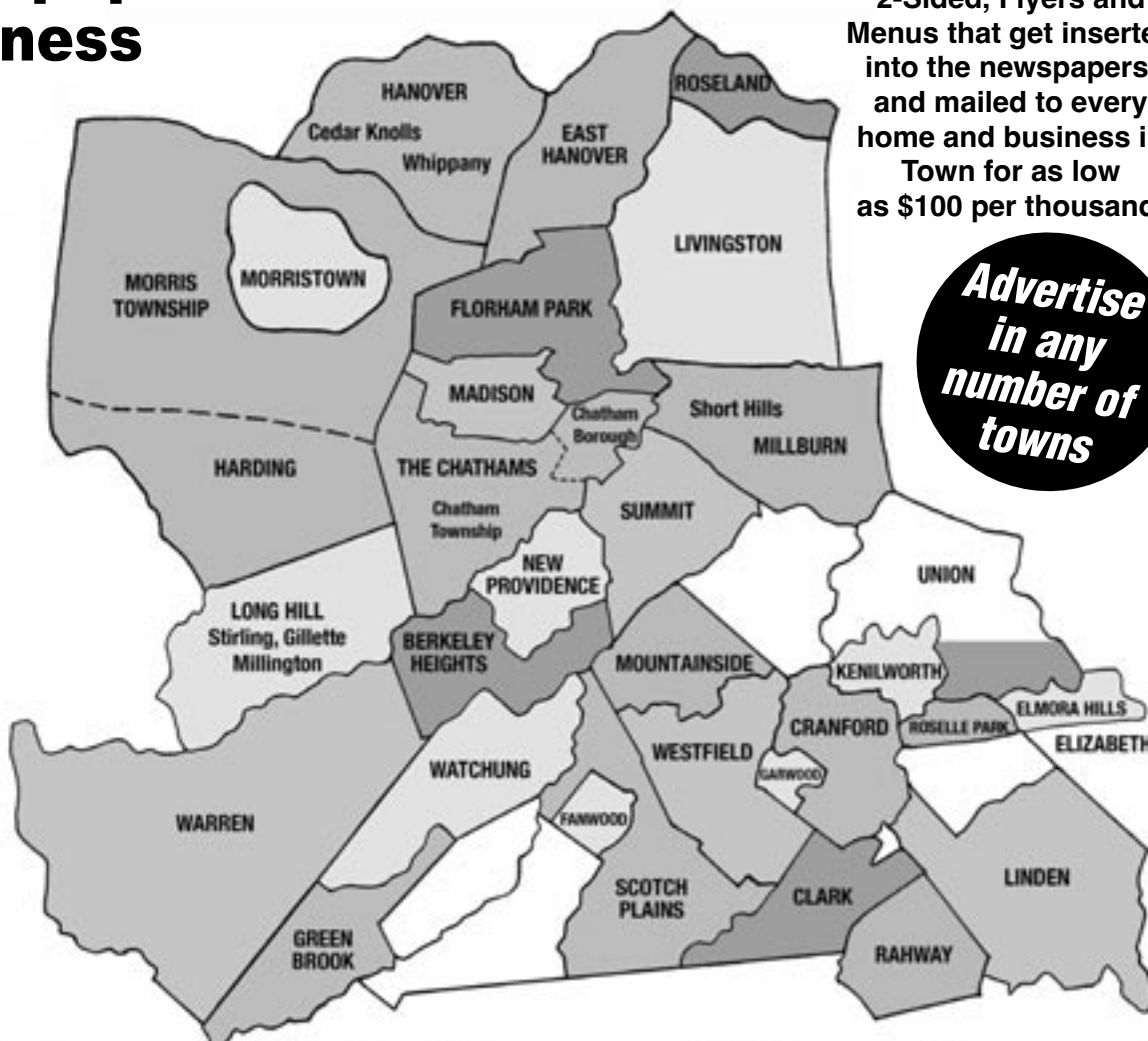 ness
2-Sided, Flyers and
Menus that get inserte
into the newspapers
and mailed to every
home and business i
Town for as low
as $100 per thousand
Advertise
in any
number of
towns
HANOVER
Cedar Knolls
Whippany
EAST
HANOVER
ROSELAND
LIVINGSTON
MORRIS
TOWNSHIP
MORRISTOWN
FLORHAM PARK
MADISON
Chatham
Borough
Short Hills
MILLBURN
HARDING
THE CHATHAMS
Chatham
Township
SUMMIT
NEW
PROVIDENCE
UNION
LONG HILL
Stirling, Gillette
Millington
BERKELEY
HEIGHTS
MOUNTAINSIDE
KENILWORTH
ELMORA HILLS
CRANFORD
ROSELLE PARK
ELIZABETH
WESTFIELD
GARWOOD
WATCHUNG
FANWOOD
WARREN
SCOTCH
PLAINS
CLARK
LINDEN
GREEN
BROOK
RAHWAY